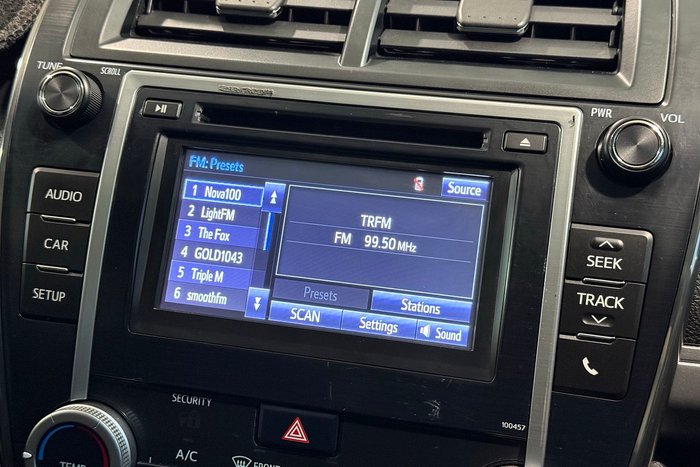 TUNE
SCROLL
PWR
VOL
AUDIO
CAR
SETUP
FM: Presets
1 Nova100
2 LightFM
3 The Fox
4 GOLD1043
5 Triple M
6 smoothfm
Source
TRFM
FM 99.50 MHz
Presets
Stations
SCAN
Settings
Sound
SEEK
TRACK
SECURITY
100457
TEMP
A/C